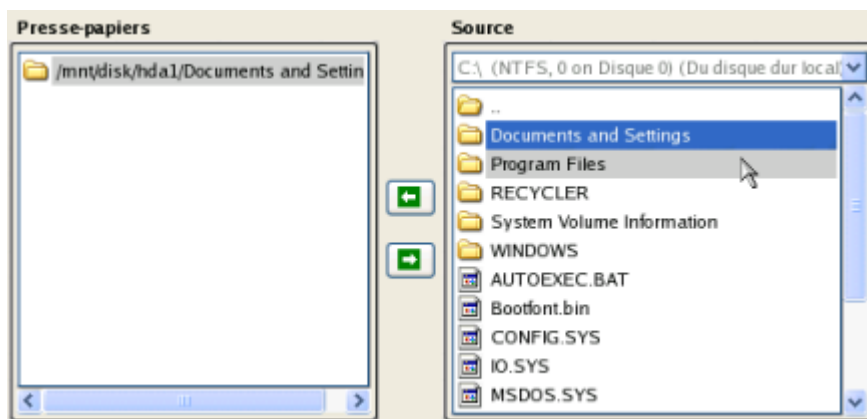 Presse-papiers
/mnt/disk/hda1/Documents and Settin
Source
C:\ (NTFS, 0 on Disque 0) (Du disque dur local)
..
Documents and Settings
Program Files
RECYCLER
System Volume Information
WINDOWS
AUTOEXEC.BAT
Bootfont.bin
CONFIG.SYS
IO.SYS
MSDOS.SYS